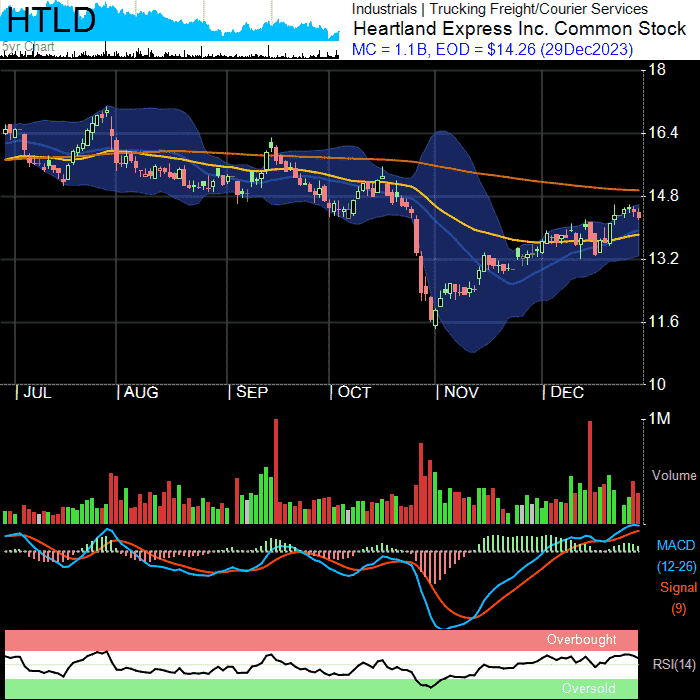 HTLD
5yr Chart
Industrials | Trucking Freight/Courier Services
Heartland Express Inc. Common Stock
MC = 1.1B, EOD = $14.26 (29Dec2023)
18
16.4
14.8
13.2
11.6
10
| JUL | AUG | SEP | OCT | NOV | DEC
1M
Volume
MACD
(12-26)
Signal
(9)
Overbought
RSI(14)
Oversold